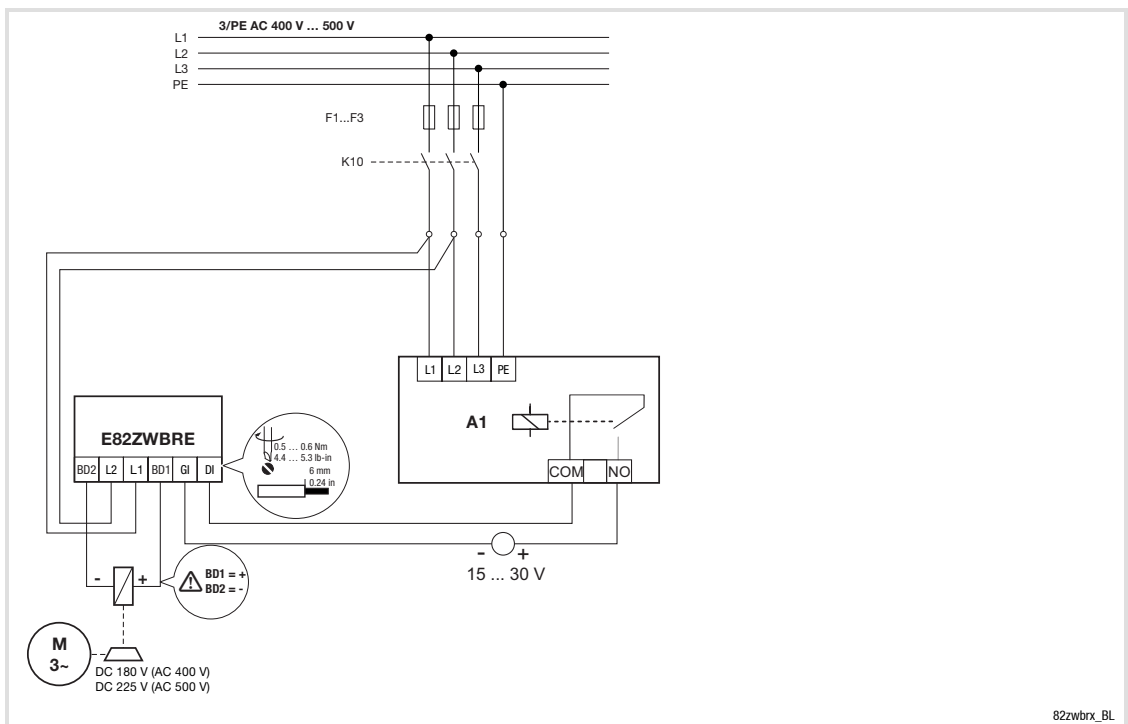 3/PE AC 400 V ... 500 V
L1
L2
L3
PE
F1...F3
K10
L1 L2 L3 PE
A1
COM NO
E82ZWBRE
BD2 L2 L1 BD1 GI DI
0.5 ... 0.6 Nm
4.4 ... 5.3 lb-in
6 mm
0.24 in
- +
15 ... 30 V
- +
BD1 = +
BD2 = -
M
3~
DC 180 V (AC 400 V)
DC 225 V (AC 500 V)
82zwbrx_BL